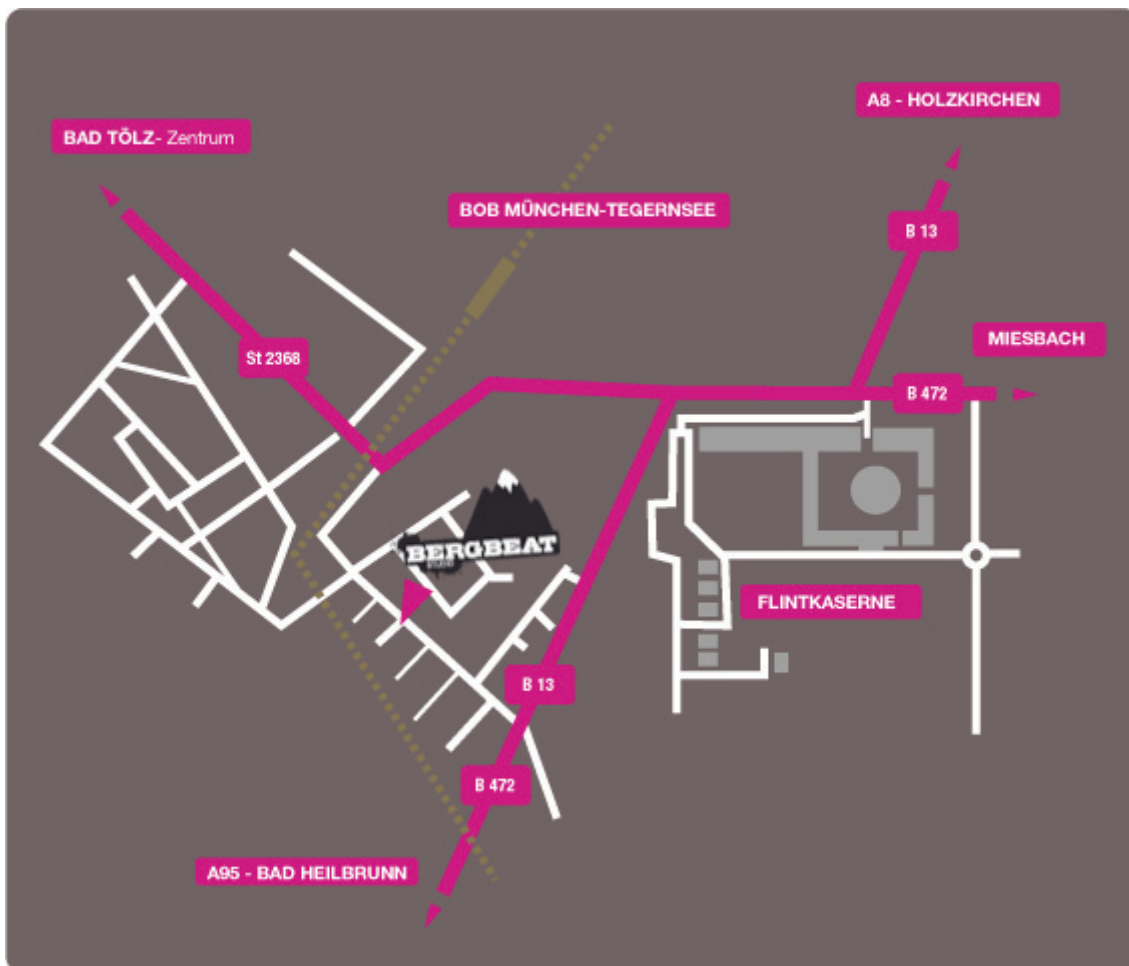 A8 - HOLZKIRCHEN
BAD TÖLZ- Zentrum
BOB MÜNCHEN-TEGERNSEE
B 13
MIESBACH
St 2368
B 472
BERGBEAT
STUDIO
FLINTKASERNE
B 13
B 472
A95 - BAD HEILBRUNN